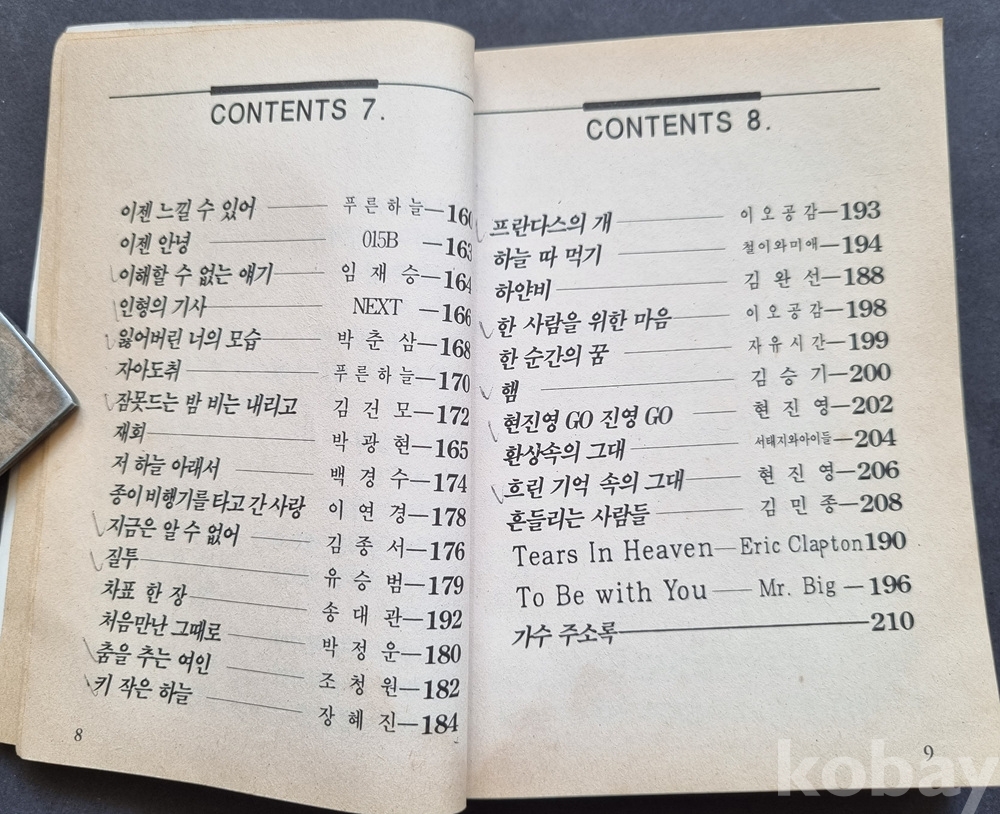 CONTENTS 7.
이젠 느낄 수 있어 푸른하늘 160
이젠 안녕 015B 163
이해할 수 없는 얘기 임재승 164
인형의 기사 NEXT 166
잃어버린 너의 모습 박춘삼 168
자아도취 푸른하늘 170
잠못드는 밤 비는 내리고 김건모 172
재회 박광현 165
저 하늘 아래서 백경수 174
종이 비행기를 타고 간 사랑 이연경 178
지금은 알 수 없어 김종서 176
질투 유승범 179
차표 한 장 송대관 192
처음만난 그때로 박정운 180
춤을 추는 여인 조청원 182
키 작은 하늘 장혜진 184
8
CONTENTS 8.
프란다스의 개 이오공감 193
하늘 따 먹기 철이와미애 194
하얀비 김완선 188
한 사람을 위한 마음 이오공감 198
한 순간의 꿈 자유시간 199
햄 김승기 200
현진영 GO 진영 GO 현진영 202
환상속의 그대 서태지와아이들 204
흐린 기억 속의 그대 현진영 206
흔들리는 사람들 김민종 208
Tears In Heaven Eric Clapton 190
To Be with You Mr. Big 196
가수 주소록 210
9
kobay